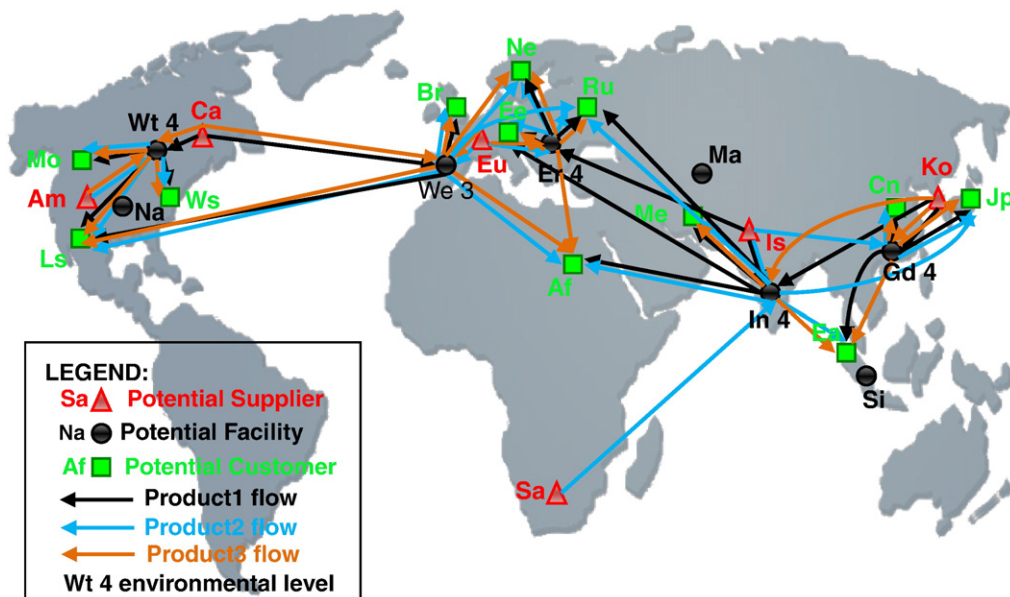 Ne
Br
Ru
Es
Ca
Wt 4
Mo
Eu
Er 4
We 3
Ma
Ko
Am
Na
Ws
Cn
Jp
Me
Is
Ls
Af
Gd 4
In 4
Ea
Si
LEGEND:
Sa Potential Supplier
Na Potential Facility
Af Potential Customer
Product1 flow
Product2 flow
Product3 flow
Wt 4 environmental level
Sa